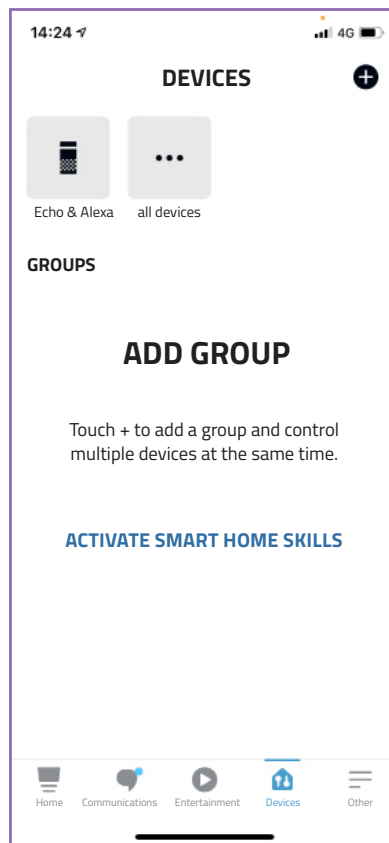 14:24
4G
DEVICES
Echo & Alexa
all devices
GROUPS
ADD GROUP
Touch + to add a group and control
multiple devices at the same time.
ACTIVATE SMART HOME SKILLS
Home
Communications
Entertainment
Devices
Other